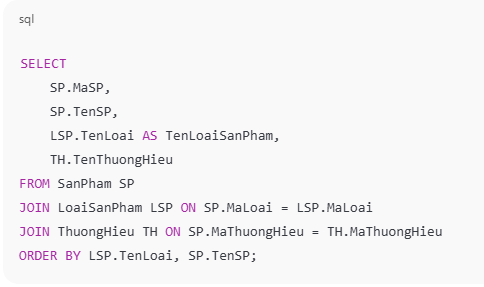 sql
SELECT
SP.MaSP,
SP.TenSP,
LSP.TenLoai AS TenLoaiSanPham,
TH.TenThuongHieu
FROM SanPham SP
JOIN LoaiSanPham LSP ON SP.MaLoai = LSP.MaLoai
JOIN ThuongHieu TH ON SP.MaThuongHieu = TH.MaThuongHieu
ORDER BY LSP.TenLoai, SP.TenSP;